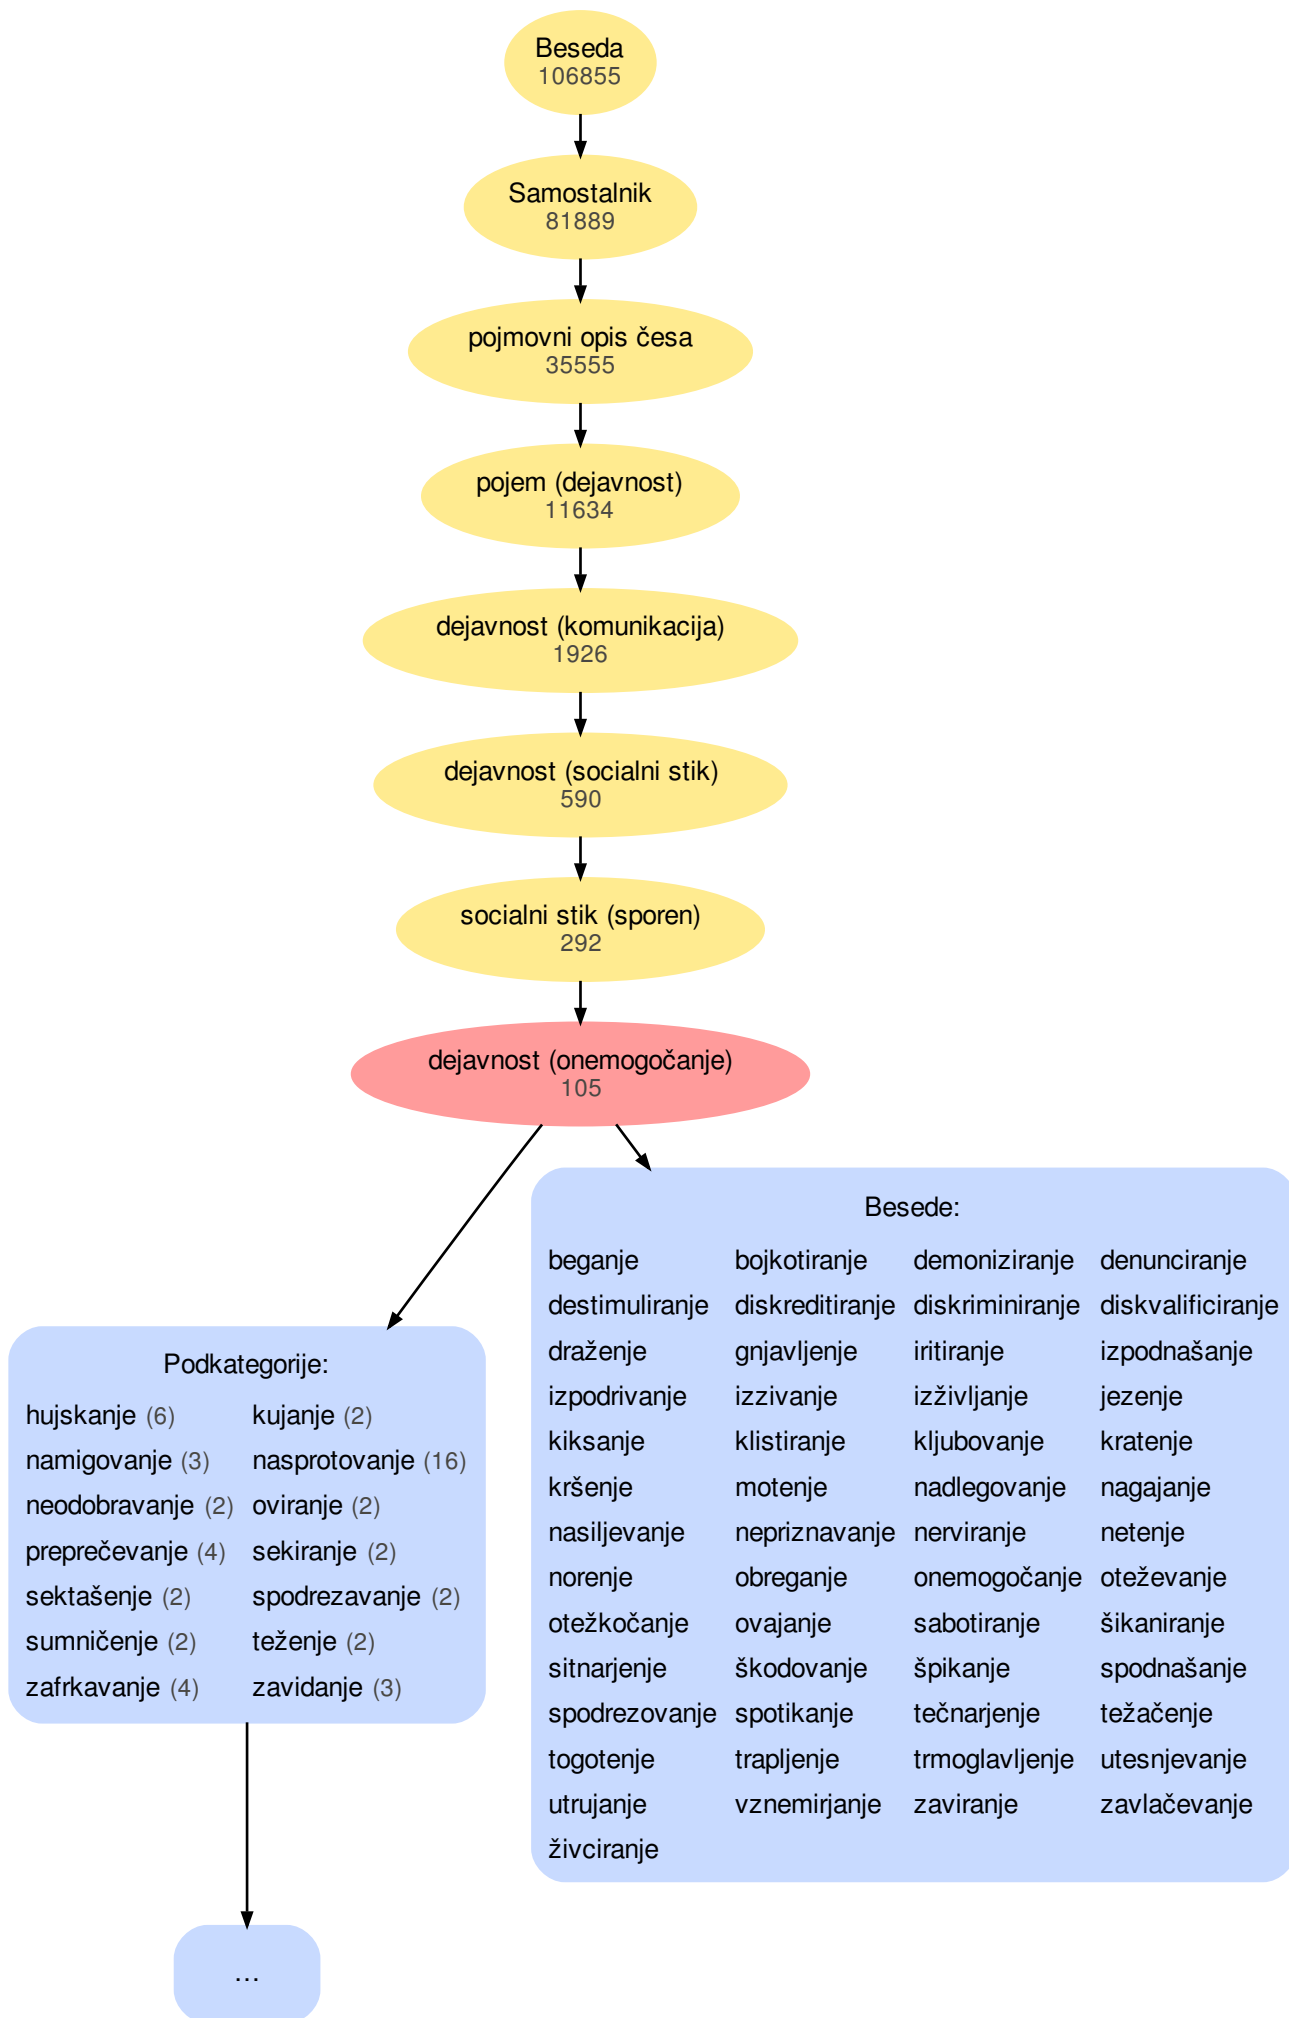 Beseda
106855
Samostalnik
81889
pojmovni opis česa
35555
pojem (dejavnost)
11634
dejavnost (komunikacija)
1926
dejavnost (socialni stik)
590
socialni stik (sporen)
292
dejavnost (onemogočanje)
105
Podkategorije:
hujskanje (6) kujanje (2)
namigovanje (3) nasprotovanje (16)
neodobravanje (2) oviranje (2)
preprečevanje (4) sekiranje (2)
sektašenje (2) spodrezavanje (2)
sumničenje (2) teženje (2)
zafrkavanje (4) zavidanje (3)
...
Besede:
beganje bojkotiranje demoniziranje denunciranje
destimuliranje diskreditiranje diskriminiranje diskvalificiranje
draženje gnjavljenje iritiranje izpodnašanje
izpodrivanje izzivanje izživljanje jezenje
kiksanje klistiranje kljubovanje kratenje
kršenje motenje nadlegovanje nagajanje
nasiljevanje nepriznavanje nerviranje netenje
norenje obreganje onemogočanje oteževanje
otežkočanje ovajanje sabotiranje šikaniranje
sitnarjenje škodovanje špikanje spodnašanje
spodrezovanje spotikanje tečnarjenje težačenje
togotenje trapljenje trmoglavljenje utesnjevanje
utrujanje vznemirjanje zaviranje zavlačevanje
živciranje